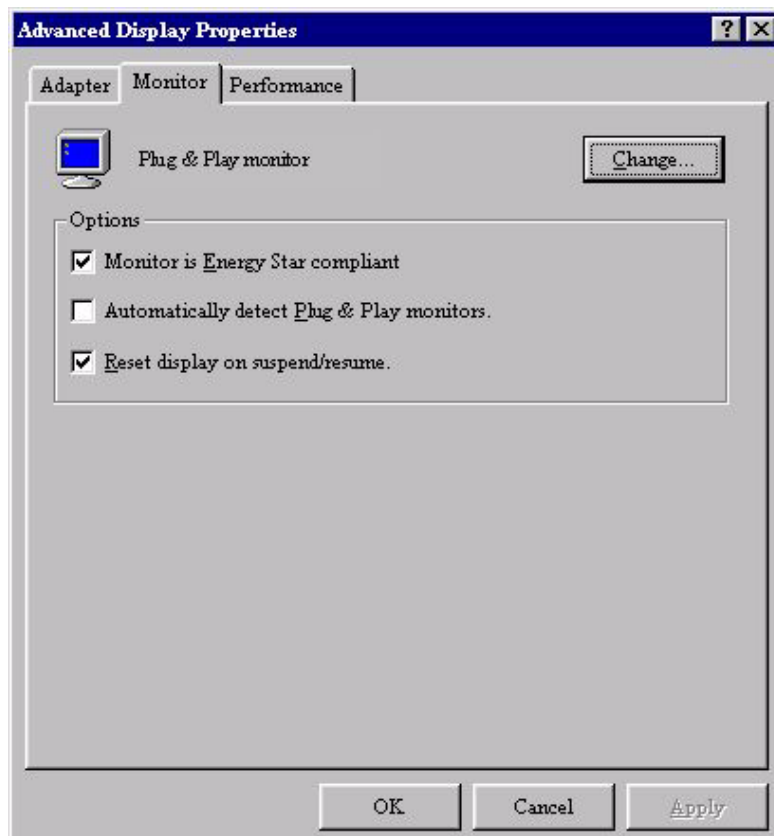 Advanced Display Properties
Adapter Monitor Performance
Plug & Play monitor
Change...
Options
Monitor is Energy Star compliant
Automatically detect Plug & Play monitors.
Reset display on suspend/resume.
OK Cancel Apply